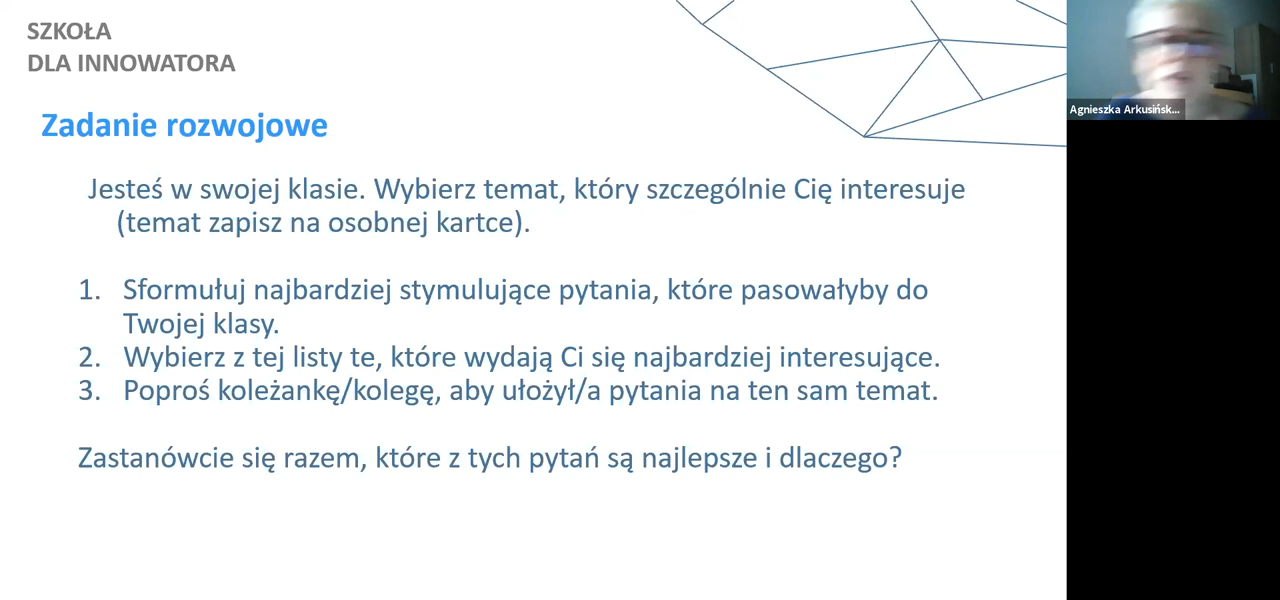 SZKOŁA
DLA INNOWATORA
Zadanie rozwojowe
Jesteś w swojej klasie. Wybierz temat, który szczególnie Cię interesuje
(temat zapisz na osobnej kartce).
1. Sformułuj najbardziej stymulujące pytania, które pasowałyby do
Twojej klasy.
2. Wybierz z tej listy te, które wydają Ci się najbardziej interesujące.
3. Poproś koleżankę/kolegę, aby ułożył/a pytania na ten sam temat.
Zastanówcie się razem, które z tych pytań są najlepsze i dlaczego?
Agnieszka Arkusińsk...